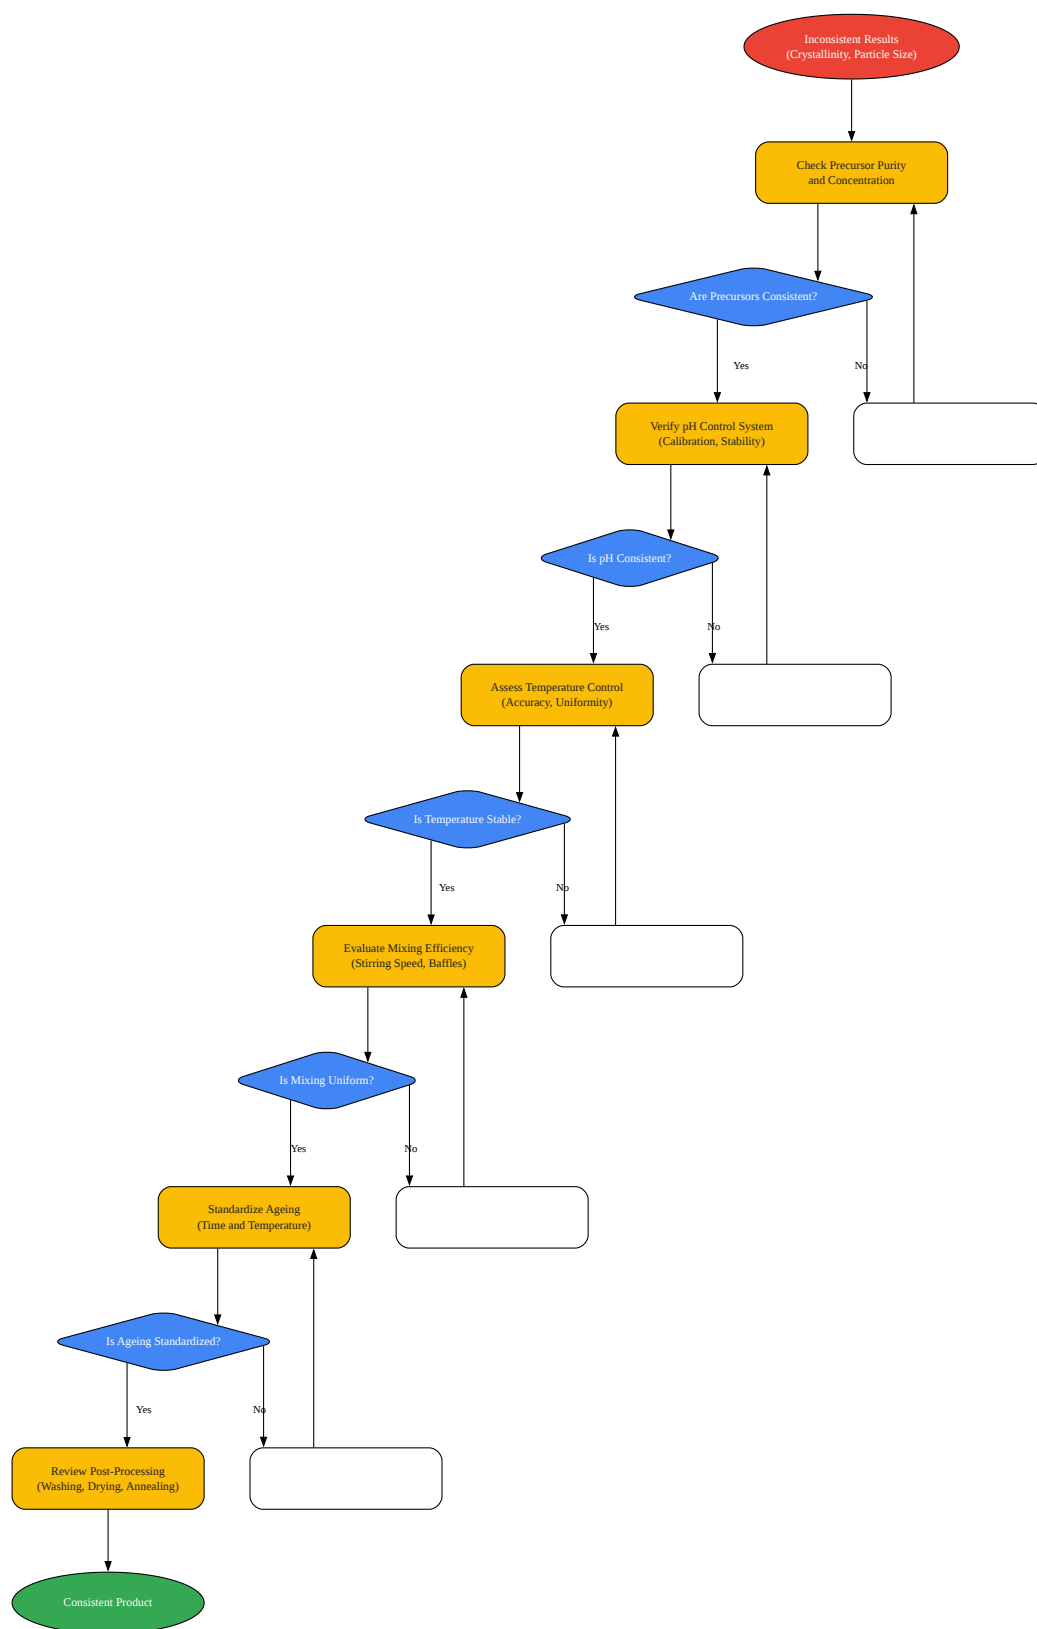 Inconsistent Results
(Crystallinity, Particle Size)
Check Precursor Purity
and Concentration
Are Precursors Consistent?
Yes
No
Verify pH Control System
(Calibration, Stability)
Is pH Consistent?
Yes
No
Assess Temperature Control
(Accuracy, Uniformity)
Is Temperature Stable?
Yes
No
Evaluate Mixing Efficiency
(Stirring Speed, Baffles)
Is Mixing Uniform?
Yes
No
Standardize Ageing
(Time and Temperature)
Is Ageing Standardized?
Yes
No
Review Post-Processing
(Washing, Drying, Annealing)
Consistent Product